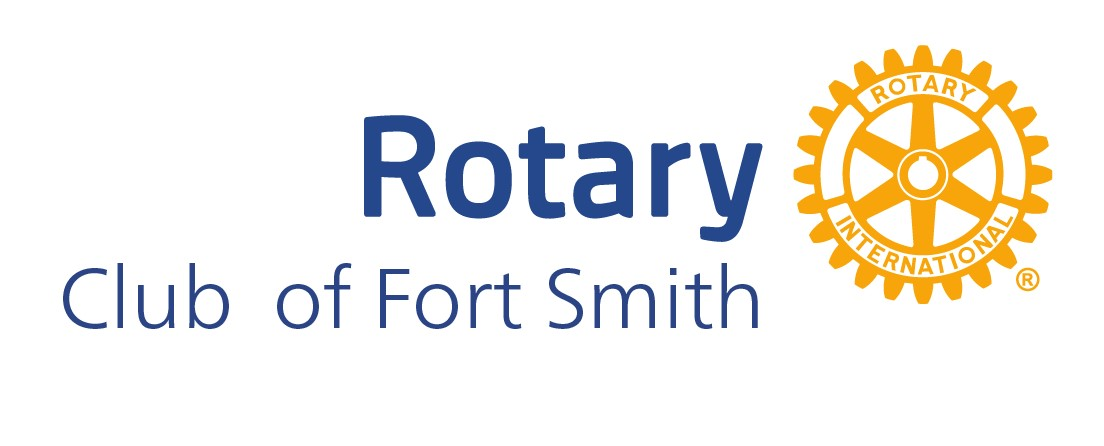 Rotary
Club of Fort Smith
ROTARY
INTERNATIONAL
®